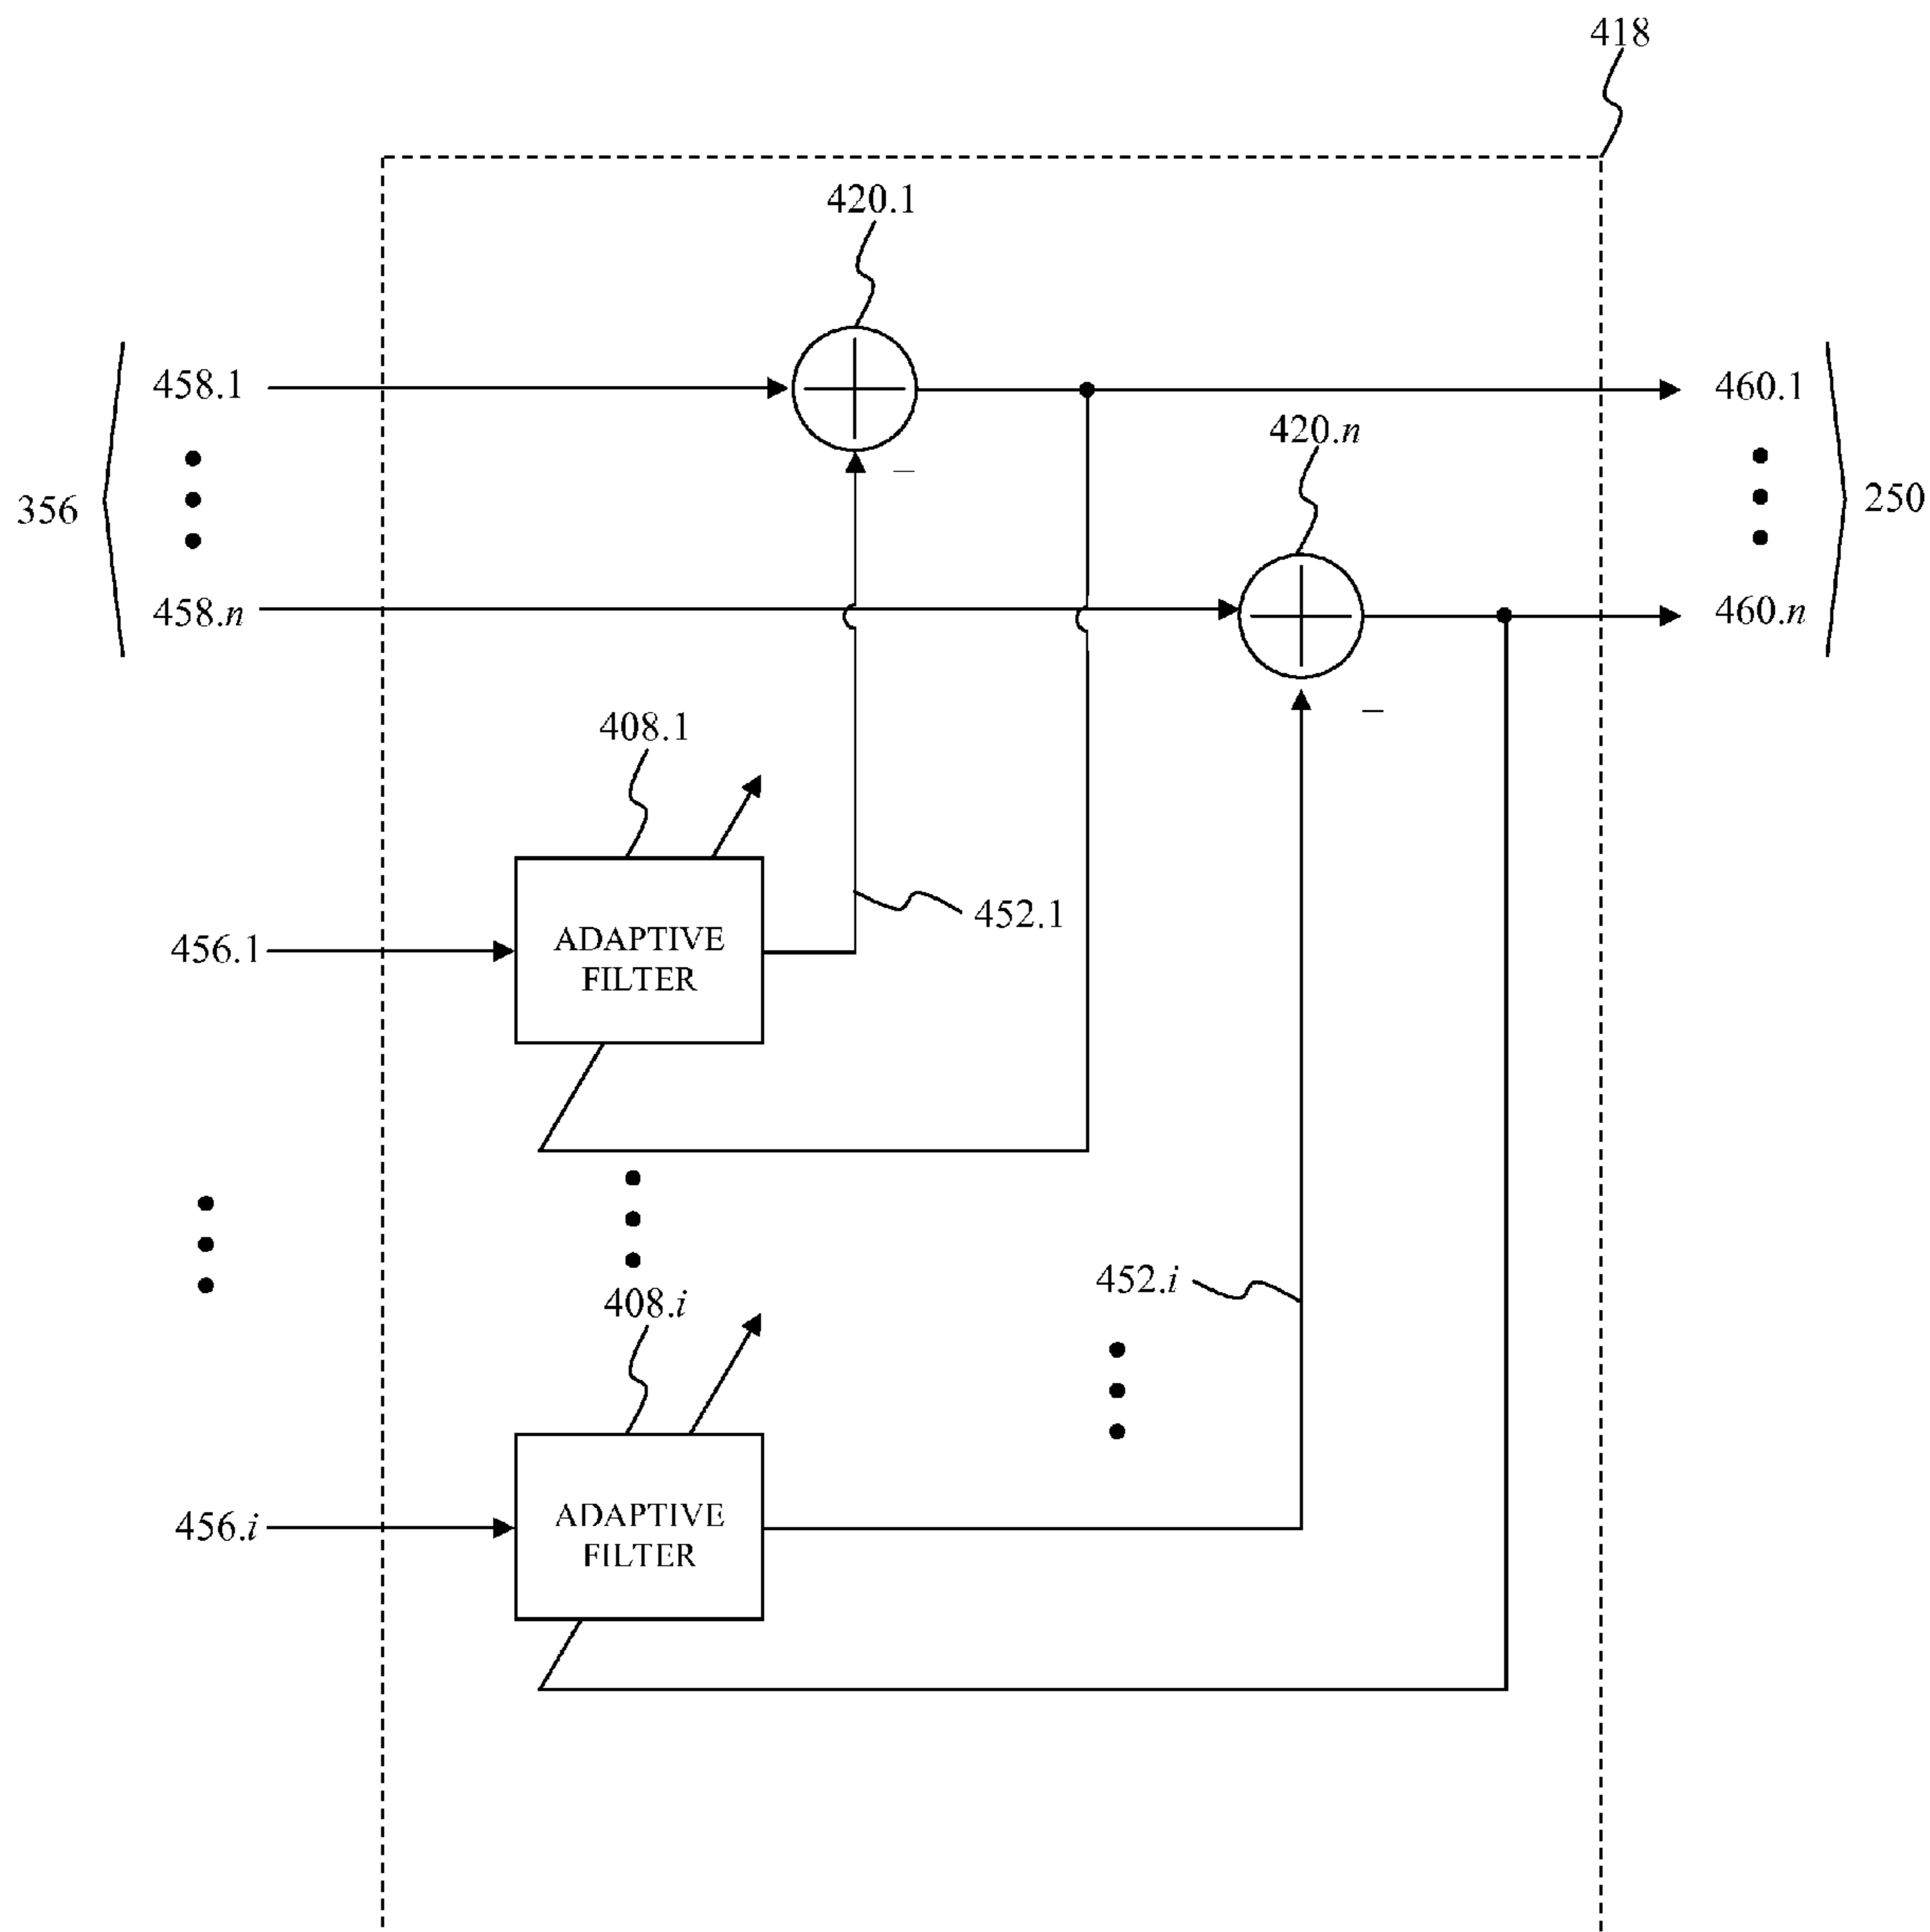 418
420.1
458.1
460.1
420.n
356
250
458.n
460.n
–
–
408.1
452.1
456.1
ADAPTIVE
FILTER
452.i
408.i
456.i
ADAPTIVE
FILTER